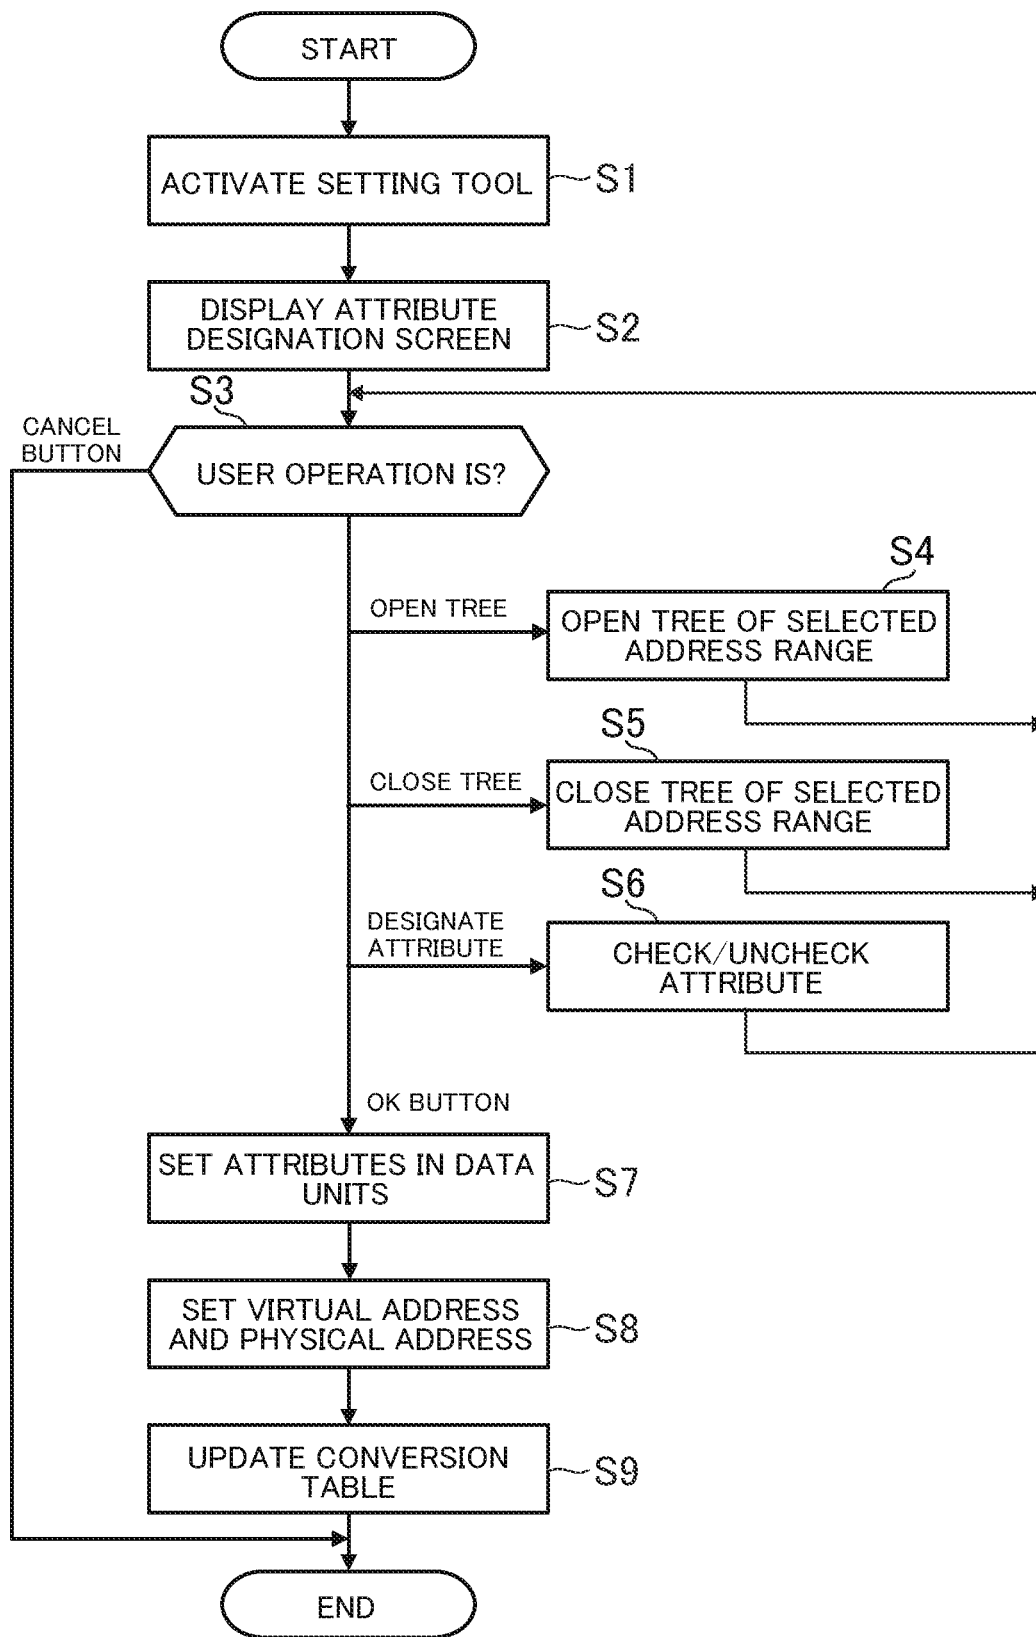 START
ACTIVATE SETTING TOOL
S1
DISPLAY ATTRIBUTE
DESIGNATION SCREEN
S2
S3
CANCEL
BUTTON
USER OPERATION IS?
S4
OPEN TREE
OPEN TREE OF SELECTED
ADDRESS RANGE
S5
CLOSE TREE
CLOSE TREE OF SELECTED
ADDRESS RANGE
S6
DESIGNATE
ATTRIBUTE
CHECK/UNCHECK
ATTRIBUTE
OK BUTTON
SET ATTRIBUTES IN DATA
UNITS
S7
SET VIRTUAL ADDRESS
AND PHYSICAL ADDRESS
S8
UPDATE CONVERSION
TABLE
S9
END